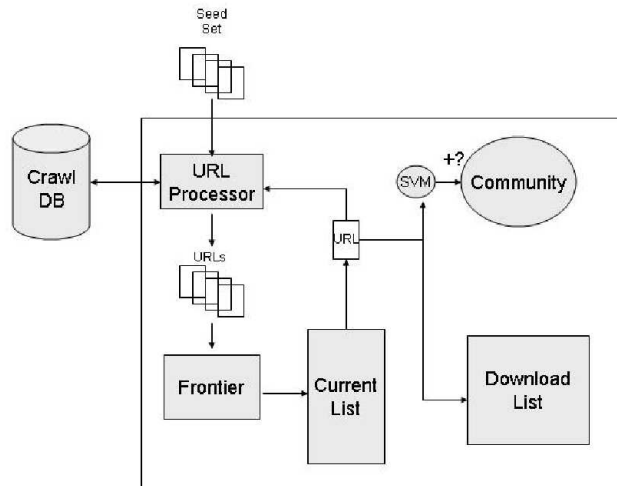 Seed
Set
Crawl
DB
URL
Processor
+?
SVM
Community
URL
URLs
Frontier
Current
List
Download
List